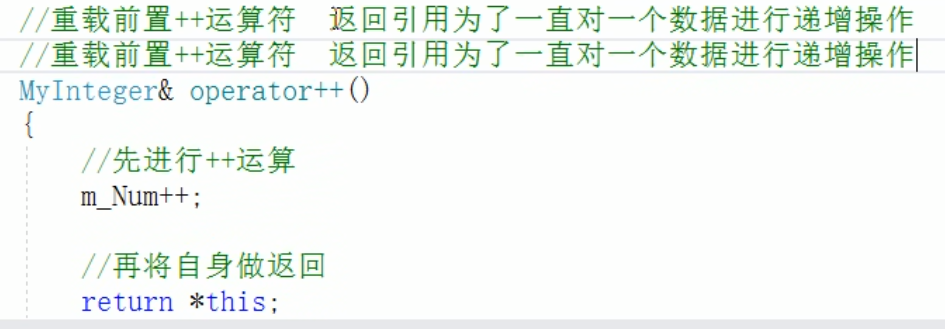 //重载前置++运算符  返回引用为了一直对一个数据进行递增操作
//重载前置++运算符  返回引用为了一直对一个数据进行递增操作
MyInteger& operator++()
{
    //先进行++运算
    m_Num++;
    //再将自身做返回
    return *this;